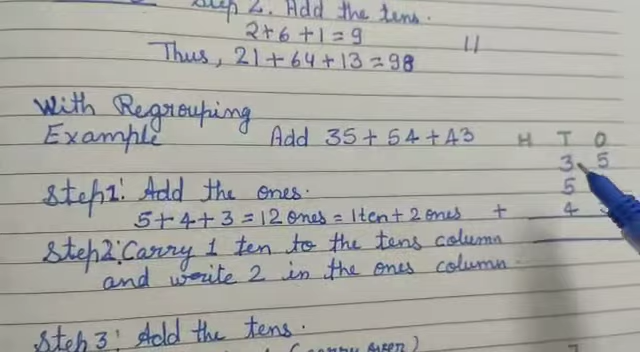 Step 2. Add the tens.
2+6+1=9
Thus, 21+64+13=98
11
With Regrouping
Example Add 35+54+43 H T O
3 5
Step1: Add the ones. 5
5+4+3=12 ones=1ten+2 ones + 4
Step2: Carry 1 ten to the tens column
and write 2 in the ones column.
Step 3: Add the tens.